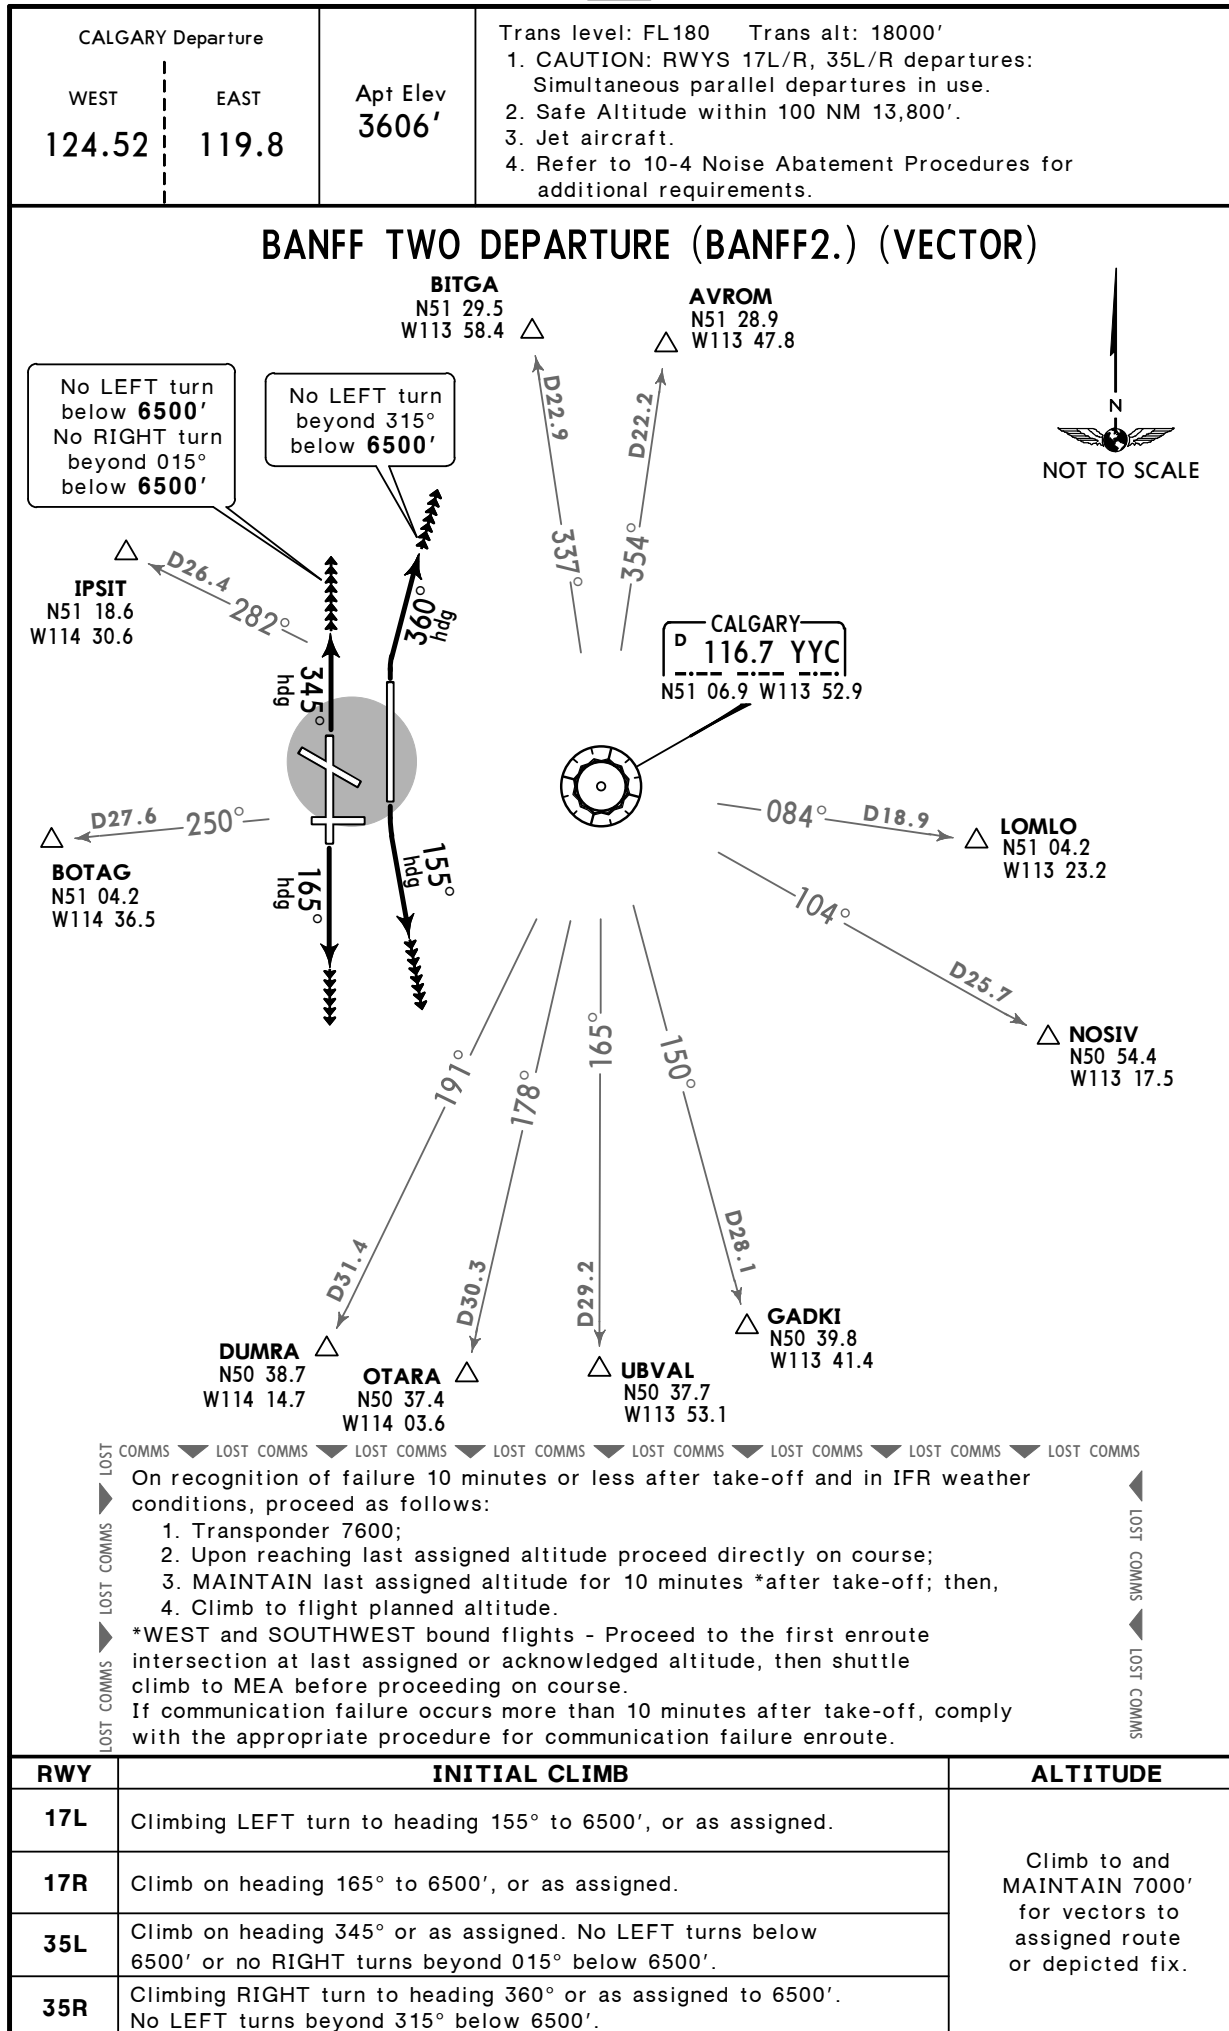 CALGARY Departure
WEST
EAST
124.52
119.8
Apt Elev
3606′
Trans level: FL180 Trans alt: 18000′
1. CAUTION: RWYS 17L/R, 35L/R departures:
Simultaneous parallel departures in use.
2. Safe Altitude within 100 NM 13,800′.
3. Jet aircraft.
4. Refer to 10-4 Noise Abatement Procedures for
additional requirements.
BANFF TWO DEPARTURE (BANFF2.) (VECTOR)
BITGA
N51 29.5
W113 58.4
AVROM
N51 28.9
W113 47.8
No LEFT turn
below 6500′
No RIGHT turn
beyond 015°
below 6500′
No LEFT turn
beyond 315°
below 6500′
N
NOT TO SCALE
D22.9
337°
D22.2
354°
IPSIT
N51 18.6
W114 30.6
D26.4
282°
345°
hdg
360°
hdg
CALGARY
D 116.7 YYC
N51 06.9 W113 52.9
D27.6
250°
BOTAG
N51 04.2
W114 36.5
165°
hdg
155°
hdg
084°
D18.9
LOMLO
N51 04.2
W113 23.2
104°
D25.7
NOSIV
N50 54.4
W113 17.5
191°
D31.4
178°
D30.3
165°
D29.2
150°
D28.1
DUMRA
N50 38.7
W114 14.7
OTARA
N50 37.4
W114 03.6
UBVAL
N50 37.7
W113 53.1
GADKI
N50 39.8
W113 41.4
LOST COMMS LOST COMMS LOST COMMS LOST COMMS LOST COMMS LOST COMMS LOST COMMS LOST COMMS
LOST COMMS
LOST COMMS
LOST COMMS
LOST COMMS
On recognition of failure 10 minutes or less after take-off and in IFR weather
conditions, proceed as follows:
1. Transponder 7600;
2. Upon reaching last assigned altitude proceed directly on course;
3. MAINTAIN last assigned altitude for 10 minutes *after take-off; then,
4. Climb to flight planned altitude.
*WEST and SOUTHWEST bound flights - Proceed to the first enroute
intersection at last assigned or acknowledged altitude, then shuttle
climb to MEA before proceeding on course.
If communication failure occurs more than 10 minutes after take-off, comply
with the appropriate procedure for communication failure enroute.
RWY INITIAL CLIMB ALTITUDE
17L Climbing LEFT turn to heading 155° to 6500′, or as assigned.
17R Climb on heading 165° to 6500′, or as assigned.
35L Climb on heading 345° or as assigned. No LEFT turns below
6500′ or no RIGHT turns beyond 015° below 6500′.
35R Climbing RIGHT turn to heading 360° or as assigned to 6500′.
No LEFT turns beyond 315° below 6500′.
Climb to and
MAINTAIN 7000′
for vectors to
assigned route
or depicted fix.